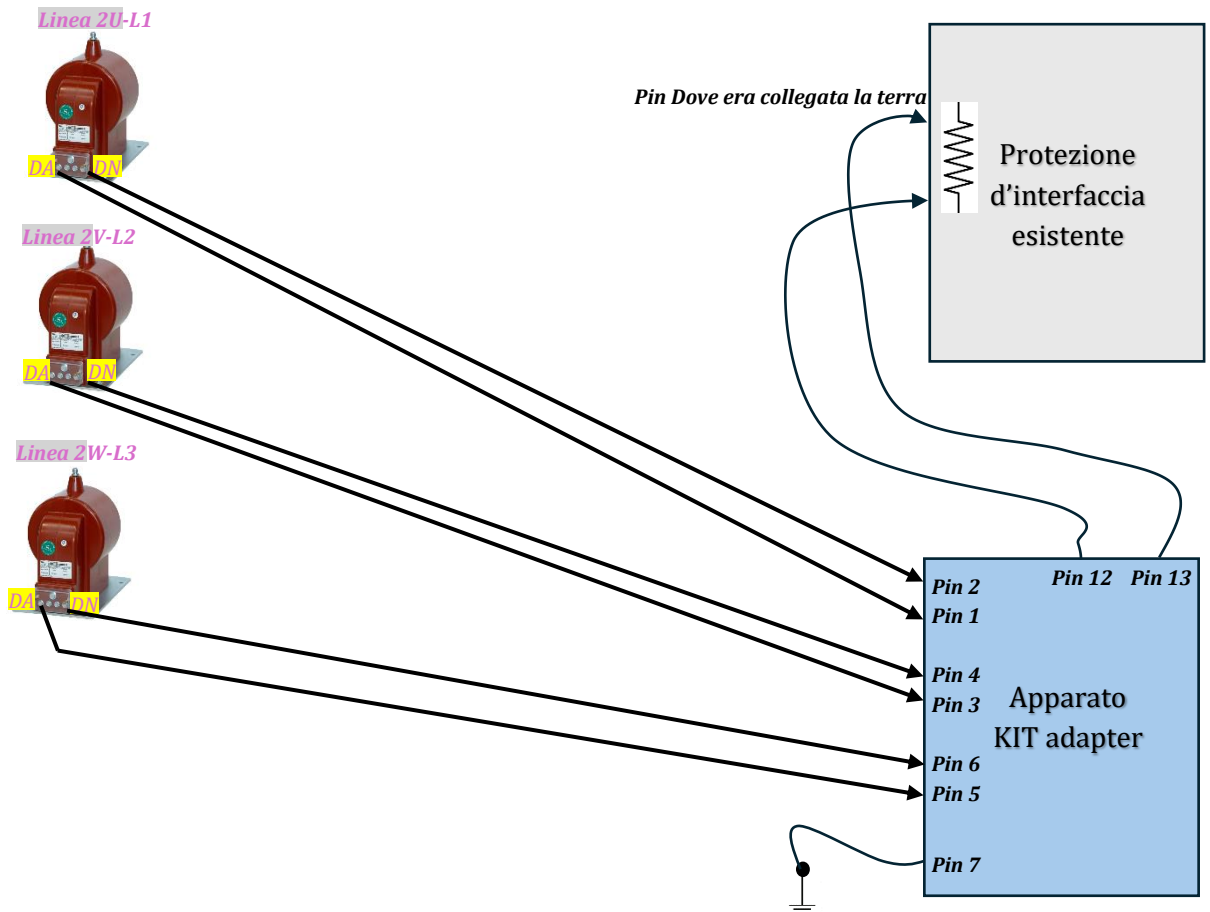 Linea 2U-L1
DA
DN
Linea 2V-L2
DA
DN
Linea 2W-L3
DA
DN
Pin Dove era collegata la terra
Protezione
d'interfaccia
esistente
Pin 12
Pin 13
Pin 2
Pin 1
Pin 4
Pin 3
Apparato
KIT adapter
Pin 6
Pin 5
Pin 7